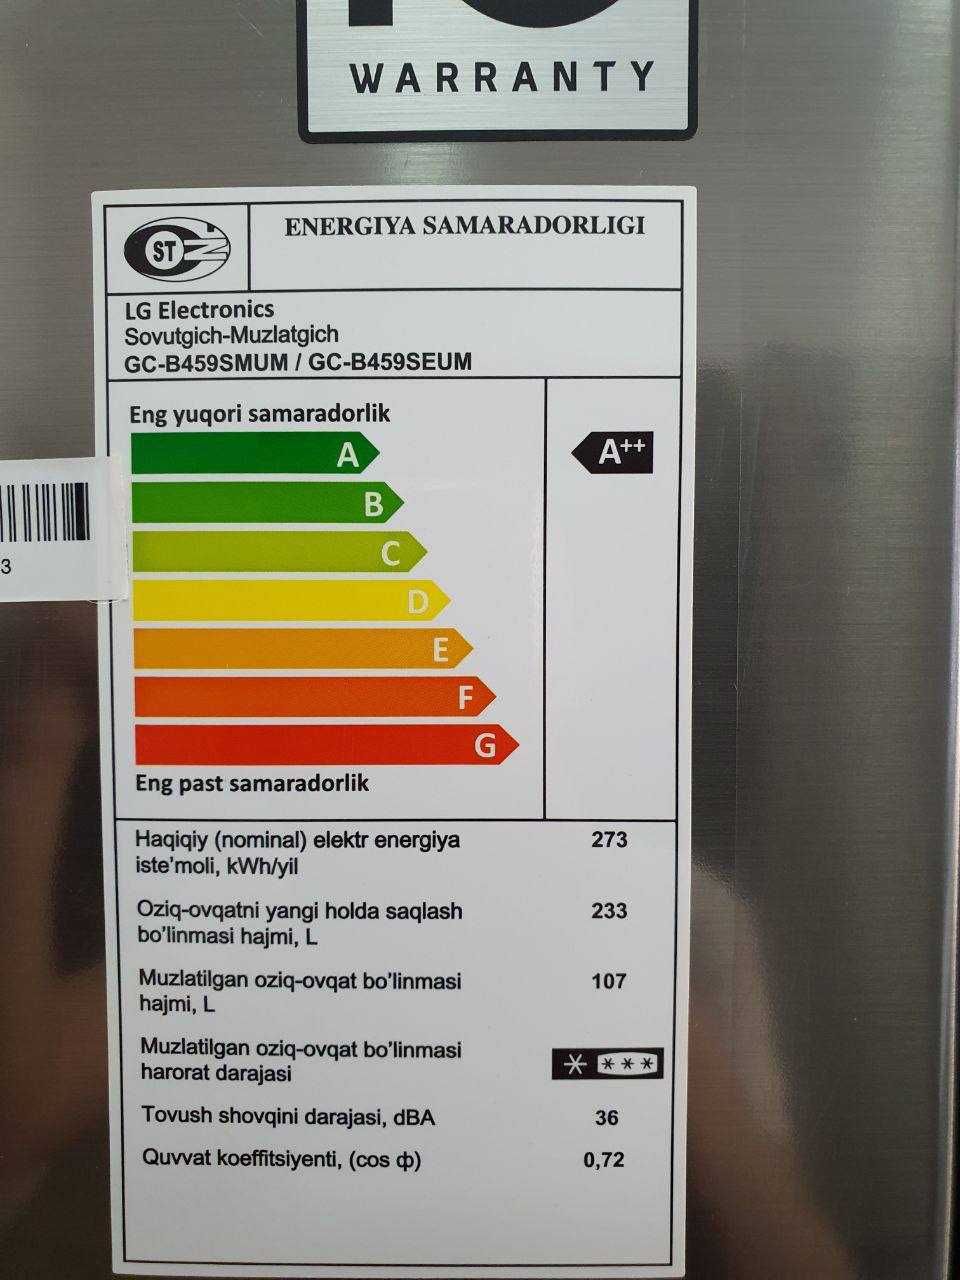 WARRANTY
ST
ENERGIYA SAMARADORLIGI
LG Electronics
Sovutgich-Muzlatgich
GC-B459SMUM / GC-B459SEUM
Eng yuqori samaradorlik
A
A++
B
C
D
E
F
G
Eng past samaradorlik
3
Haqiqiy (nominal) elektr energiya 273
iste'moli, kWh/yil
Oziq-ovqatni yangi holda saqlash 233
bo'linmasi hajmi, L
Muzlatilgan oziq-ovqat bo'linmasi 107
hajmi, L
Muzlatilgan oziq-ovqat bo'linmasi
harorat darajasi
Tovush shovqini darajasi, dBA 36
Quvvat koeffitsiyenti, (cos ф) 0,72